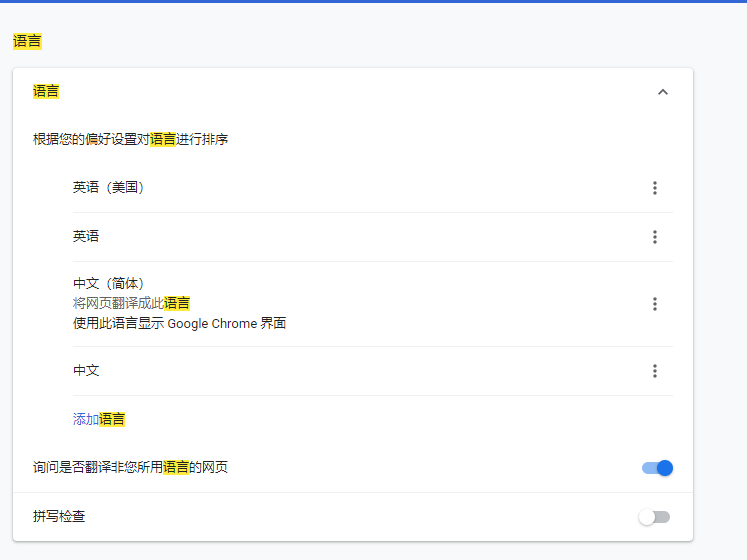 语言
语言
根据您的偏好设置对语言进行排序
英语（美国）
英语
中文（简体）
将网页翻译成此语言
使用此语言显示 Google Chrome 界面
中文
添加语言
询问是否翻译非您所用语言的网页
拼写检查